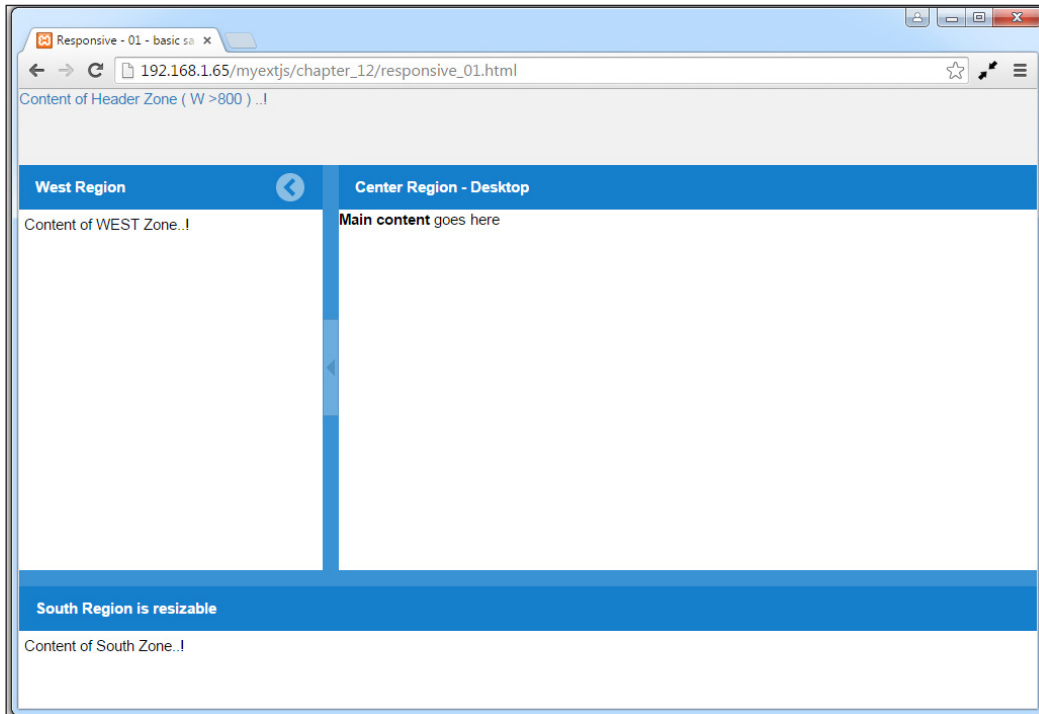 Responsive - 01 - basic sa
192.168.1.65/myextjs/chapter_12/responsive_01.html
Content of Header Zone ( W >800 ) ..!
West Region
Center Region - Desktop
Content of WEST Zone..!
Main content goes here
South Region is resizable
Content of South Zone..!